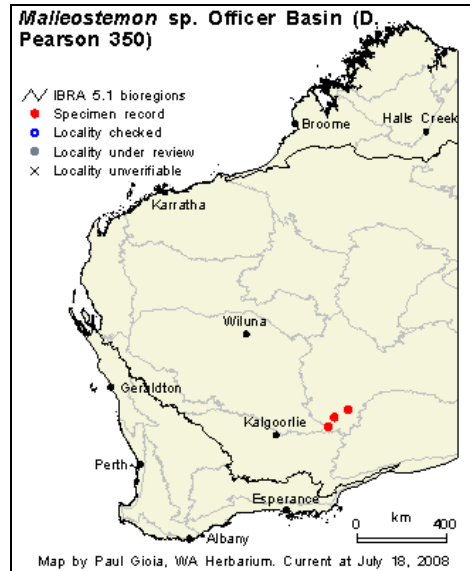 Malleostemon sp. Officer Basin (D.
Pearson 350)
IBRA 5.1 bioregions
Specimen record
Locality checked
Locality under review
Locality unverifiable
Broome
Halls Creek
Karratha
Wiluna
Geraldton
Kalgoorlie
Perth
Esperance
Albany
km
0 400
Map by Paul Gioia, WA Herbarium. Current at July 18, 2008